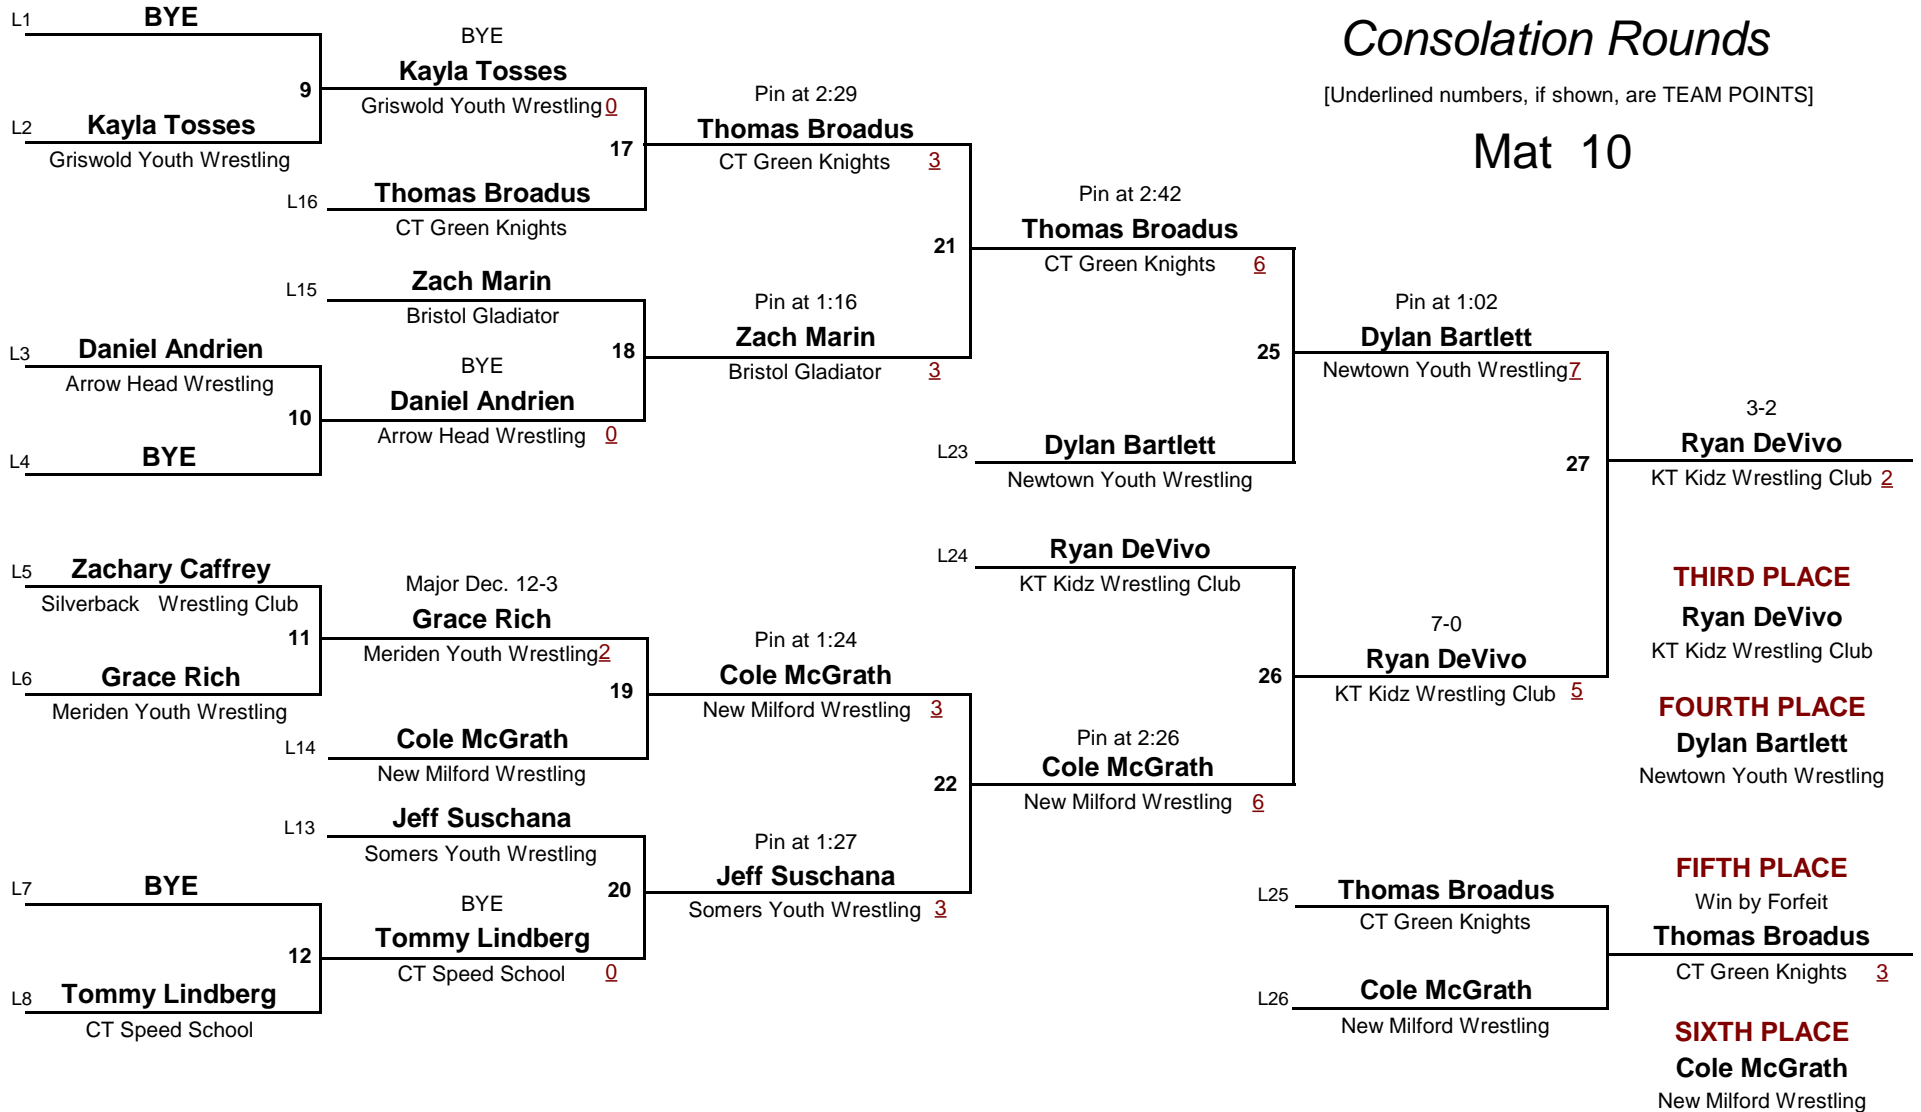 Consolation Rounds
[Underlined numbers, if shown, are TEAM POINTS]
Mat 10
L1 BYE
9
L2 Kayla Tosses
Griswold Youth Wrestling
L3 Daniel Andrien
Arrow Head Wrestling
10
L4 BYE
L5 Zachary Caffrey
Silverback Wrestling Club
11
L6 Grace Rich
Meriden Youth Wrestling
L7 BYE
12
L8 Tommy Lindberg
CT Speed School
BYE
Kayla Tosses
Griswold Youth Wrestling 0
17
L16 Thomas Broadus
CT Green Knights
L15 Zach Marin
Bristol Gladiator
18
BYE
Daniel Andrien
Arrow Head Wrestling 0
Major Dec. 12-3
Grace Rich
Meriden Youth Wrestling 2
19
L14 Cole McGrath
New Milford Wrestling
L13 Jeff Suschana
Somers Youth Wrestling
20
BYE
Tommy Lindberg
CT Speed School 0
Pin at 2:29
Thomas Broadus
CT Green Knights 3
21
Pin at 1:16
Zach Marin
Bristol Gladiator 3
Pin at 1:24
Cole McGrath
New Milford Wrestling 3
22
Pin at 1:27
Jeff Suschana
Somers Youth Wrestling 3
Pin at 2:42
Thomas Broadus
CT Green Knights 6
25
L23 Dylan Bartlett
Newtown Youth Wrestling
L24 Ryan DeVivo
KT Kidz Wrestling Club
26
Pin at 2:26
Cole McGrath
New Milford Wrestling 6
Pin at 1:02
Dylan Bartlett
Newtown Youth Wrestling 7
27
7-0
Ryan DeVivo
KT Kidz Wrestling Club 5
3-2
Ryan DeVivo
KT Kidz Wrestling Club 2
THIRD PLACE
Ryan DeVivo
KT Kidz Wrestling Club
FOURTH PLACE
Dylan Bartlett
Newtown Youth Wrestling
L25 Thomas Broadus
CT Green Knights
L26 Cole McGrath
New Milford Wrestling
FIFTH PLACE
Win by Forfeit
Thomas Broadus
CT Green Knights 3
SIXTH PLACE
Cole McGrath
New Milford Wrestling